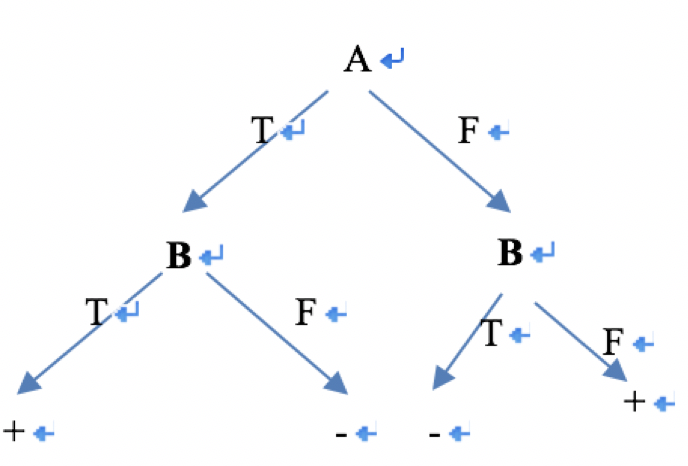 A
T F
B B
T F T F
+ - - +